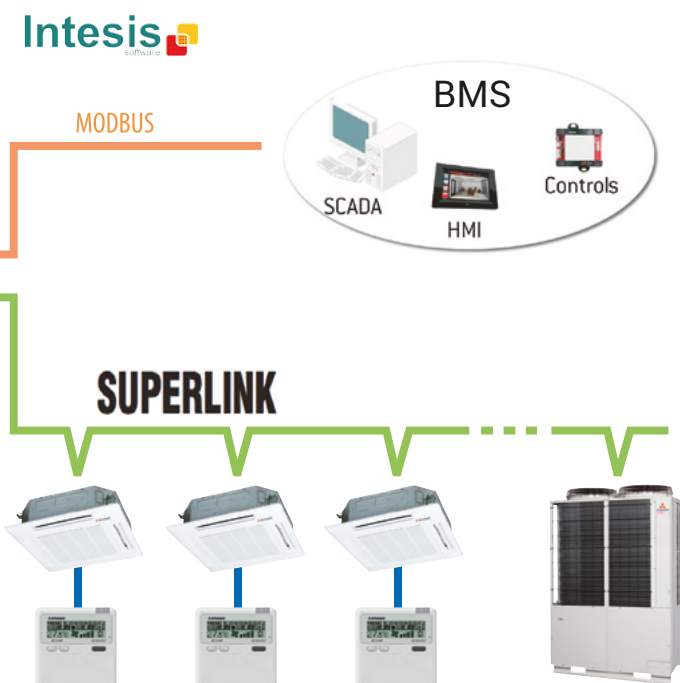 Intesis
software
BMS
MODBUS
SCADA
HMI
Controls
SUPERLINK